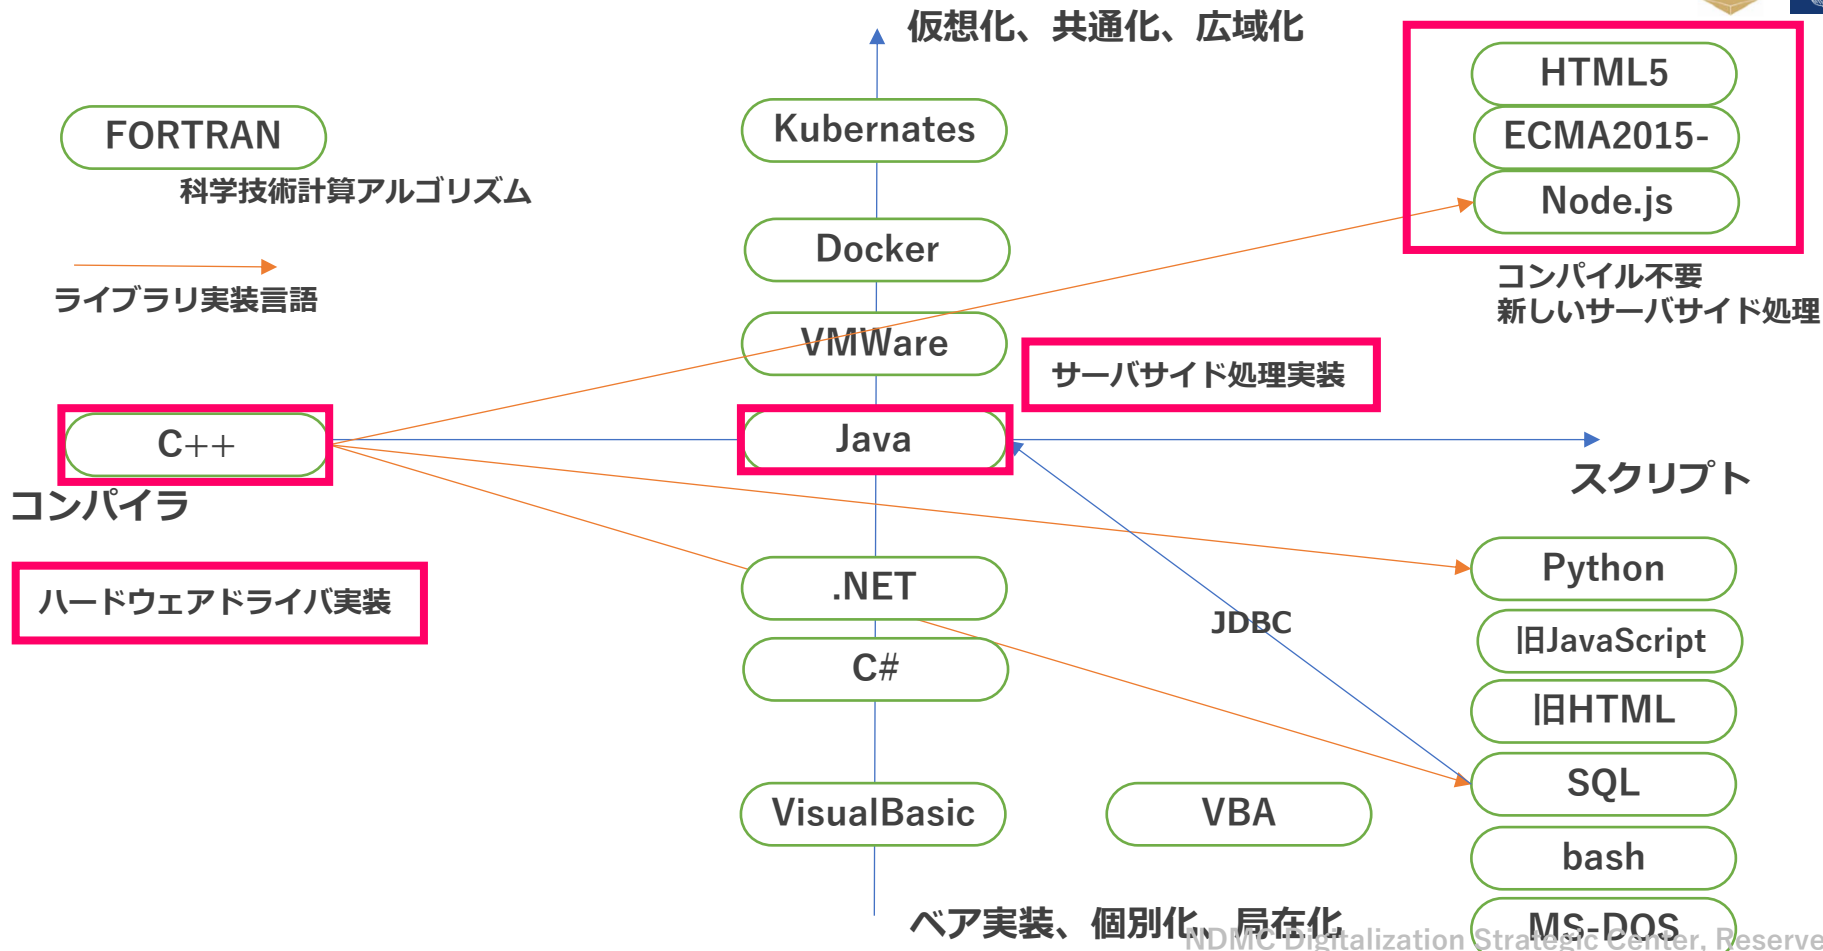 仮想化、共通化、広域化
HTML5
FORTRAN
Kubernates
ECMA2015-
科学技術計算アルゴリズム
Node.js
Docker
ライブラリ実装言語
コンパイル不要
新しいサーバサイド処理
VMWare
サーバサイド処理実装
C++
Java
コンパイラ
スクリプト
Python
.NET
ハードウェアドライバ実装
JDBC
旧JavaScript
C#
旧HTML
SQL
VisualBasic
VBA
bash
ベア実装、個別化、局在化
MS-DOS
NDMC Digitalization Strategic Center, Reserve